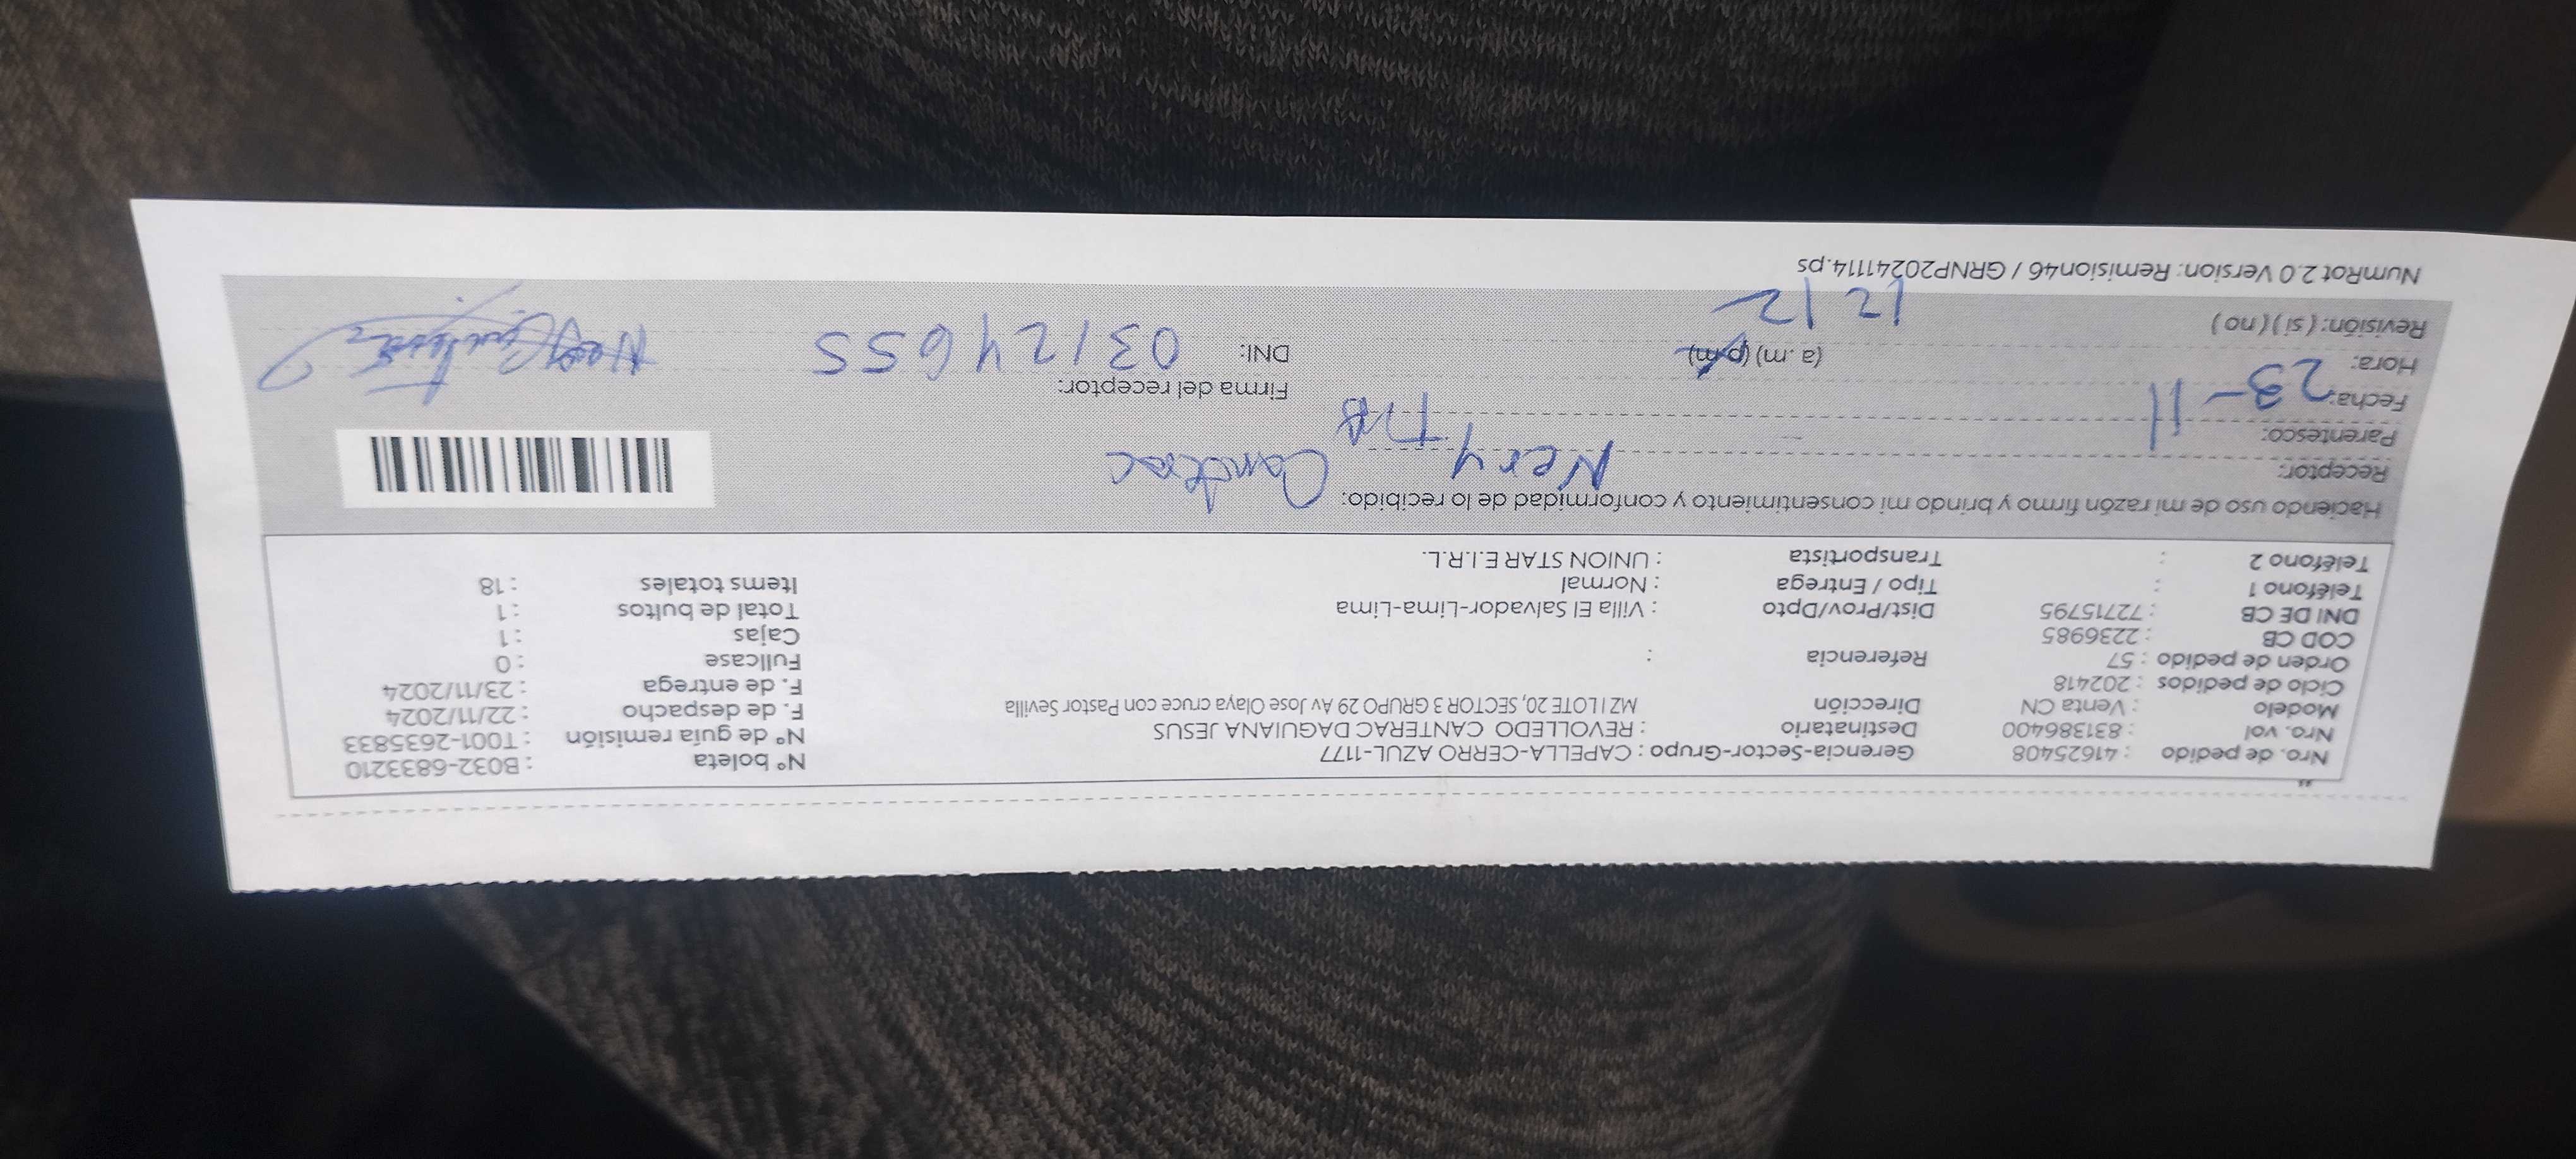 Nro. de pedido : 41625408 Gerencia-Sector-Grupo : CAPELLA-CERRO AZUL-1177 N° boleta : B032-6833210
Nro. vol : 831386400 Destinatario : REVOLLEDO CANTERAC DAGUIANA JESUS N° de guía remisión : T001-2635833
Modelo : Venta CN Dirección MZ I LOTE 20, SECTOR 3 GRUPO 29 Av Jose Olaya cruce con Pastor Sevilla F. de despacho : 22/11/2024
Ciclo de pedidos : 202418 F. de entrega : 23/11/2024
Orden de pedido : 57 Referencia : Fullcase : 0
COD CB : 2236985 Cajas : 1
DNI DE CB : 72715795 Dist/Prov/Dpto : Villa El Salvador-Lima-Lima Total de bultos : 1
Teléfono 1 : Tipo / Entrega : Normal Items totales : 18
Teléfono 2 : Transportista : UNION STAR E.I.R.L.
Haciendo uso de mi razón firmo y brindo mi consentimiento y conformidad de lo recibido:
Receptor: Nery Canterac
Parentesco: Tia
Fecha: 23-11 Firma del receptor:
Hora: (a.m) (p.m) DNI: 03124655
Revisión: (si) (no) 12 12
NumRot 2.0 Version: Remision46 / GRNP20241114.ps